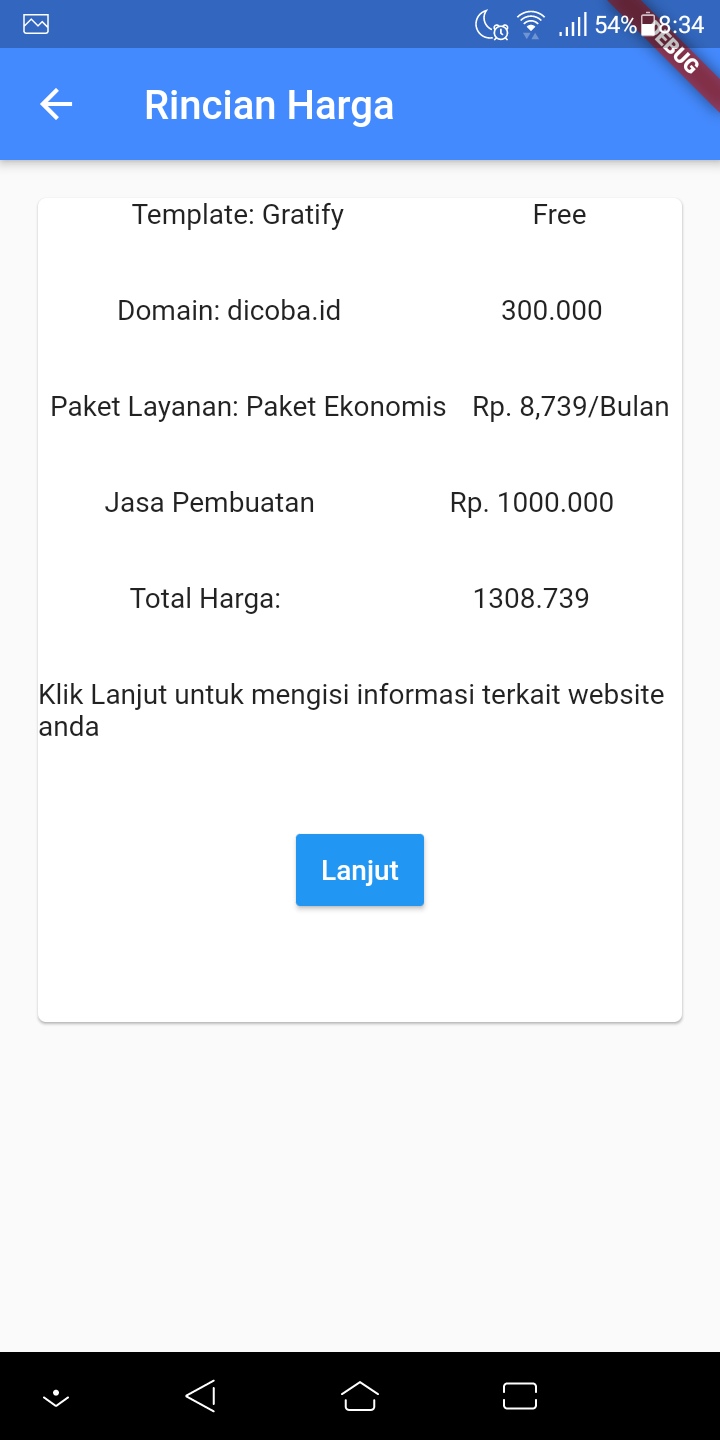 54% 8:34
DEBUG
Rincian Harga
Template: Gratify Free
Domain: dicoba.id 300.000
Paket Layanan: Paket Ekonomis Rp. 8,739/Bulan
Jasa Pembuatan Rp. 1000.000
Total Harga: 1308.739
Klik Lanjut untuk mengisi informasi terkait website
anda
Lanjut